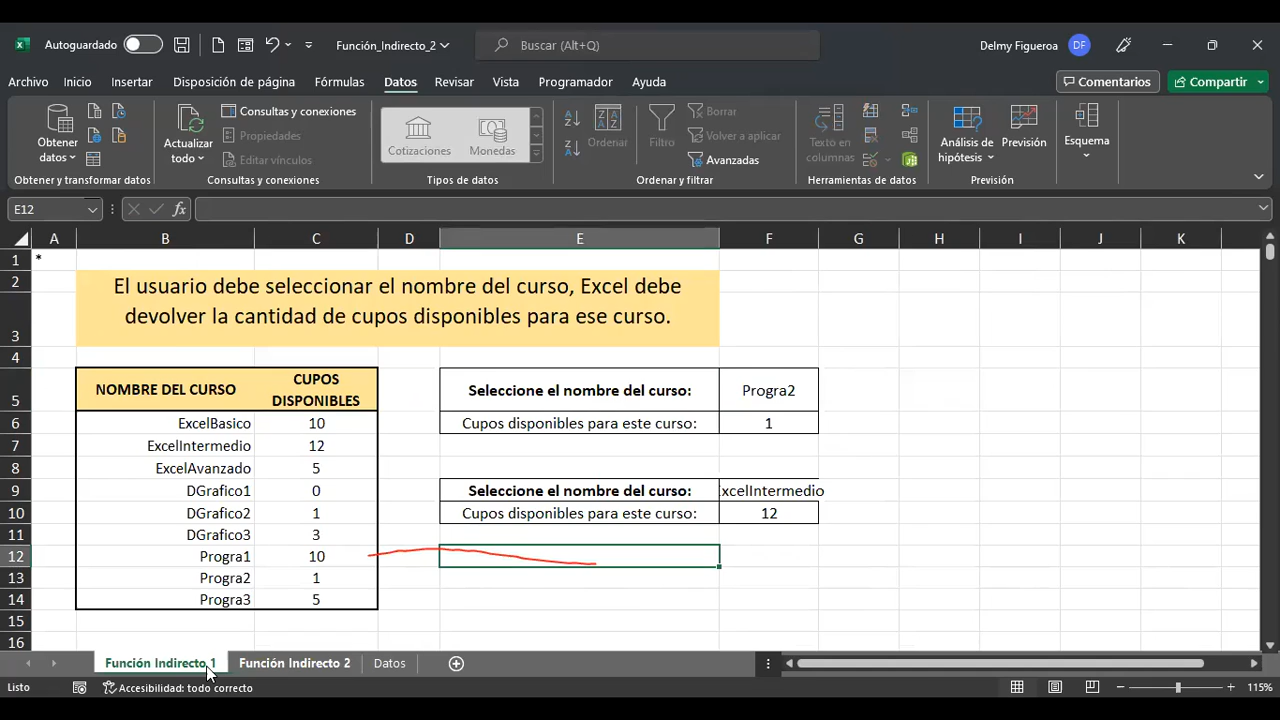 Autoguardado
Función_Indirecto_2
Buscar (Alt+Q)
Delmy Figueroa
DF
Archivo Inicio Insertar Disposición de página Fórmulas Datos Revisar Vista Programador Ayuda
Comentarios
Compartir
Obtener datos
Actualizar todo
Consultas y conexiones
Propiedades
Editar vínculos
Cotizaciones
Monedas
Ordenar
Filtro
Borrar
Volver a aplicar
Avanzadas
Texto en columnas
Análisis de hipótesis
Previsión
Esquema
Obtener y transformar datos
Consultas y conexiones
Tipos de datos
Ordenar y filtrar
Herramientas de datos
Previsión
E12
fx
A B C D E F G H I J K
1 *
2 El usuario debe seleccionar el nombre del curso, Excel debe
3 devolver la cantidad de cupos disponibles para ese curso.
4
5 NOMBRE DEL CURSO CUPOS DISPONIBLES Seleccione el nombre del curso: Progra2
6 ExcelBasico 10 Cupos disponibles para este curso: 1
7 ExcelIntermedio 12
8 ExcelAvanzado 5
9 DGrafico1 0 Seleccione el nombre del curso: xcelIntermedio
10 DGrafico2 1 Cupos disponibles para este curso: 12
11 DGrafico3 3
12 Progra1 10
13 Progra2 1
14 Progra3 5
15
16
Función Indirecto 1 Función Indirecto 2 Datos
Listo
Accesibilidad: todo correcto
115%